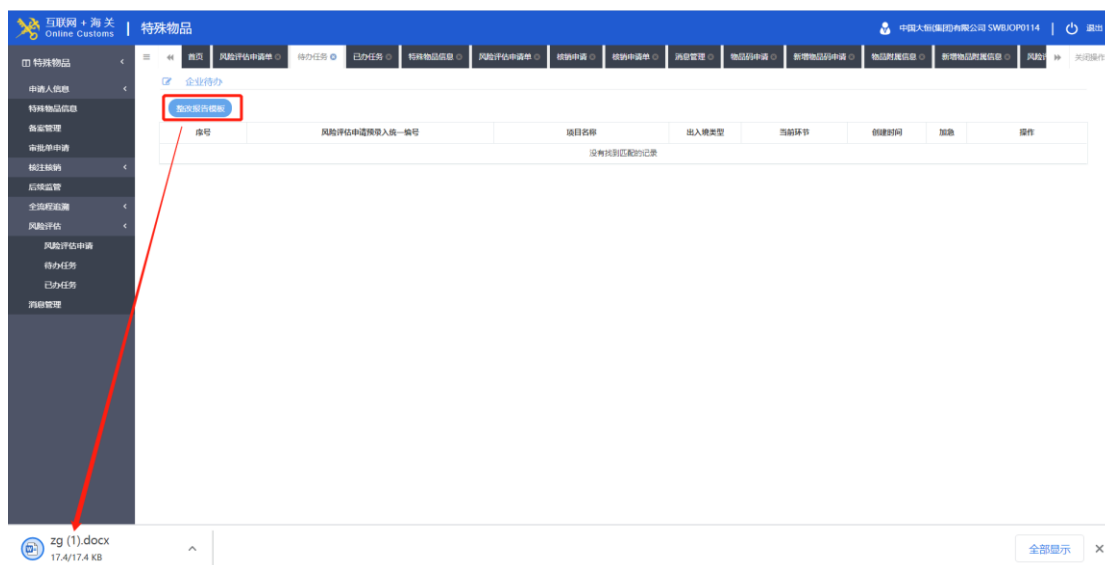 互联网 + 海关
Online Customs
特殊物品
中国大恒(集团)有限公司 SWBJOP0114
退出
特殊物品
申请人信息
特殊物品信息
备案管理
审批单申请
核注核销
后续监管
全流程追溯
风险评估
风险评估申请
待办任务
已办任务
消息管理
首页
风险评估申请单
待办任务
已办任务
特殊物品信息
风险评估申请单
核销申请
核销申请单
消息管理
物品码申请
新增物品码申请
物品附属信息
新增物品附属信息
关闭操作
企业待办
整改报告模板
序号
风险评估申请预录入统一编号
项目名称
出入境类型
当前环节
创建时间
加急
操作
没有找到匹配的记录
zg (1).docx
17.4/17.4 KB
全部显示